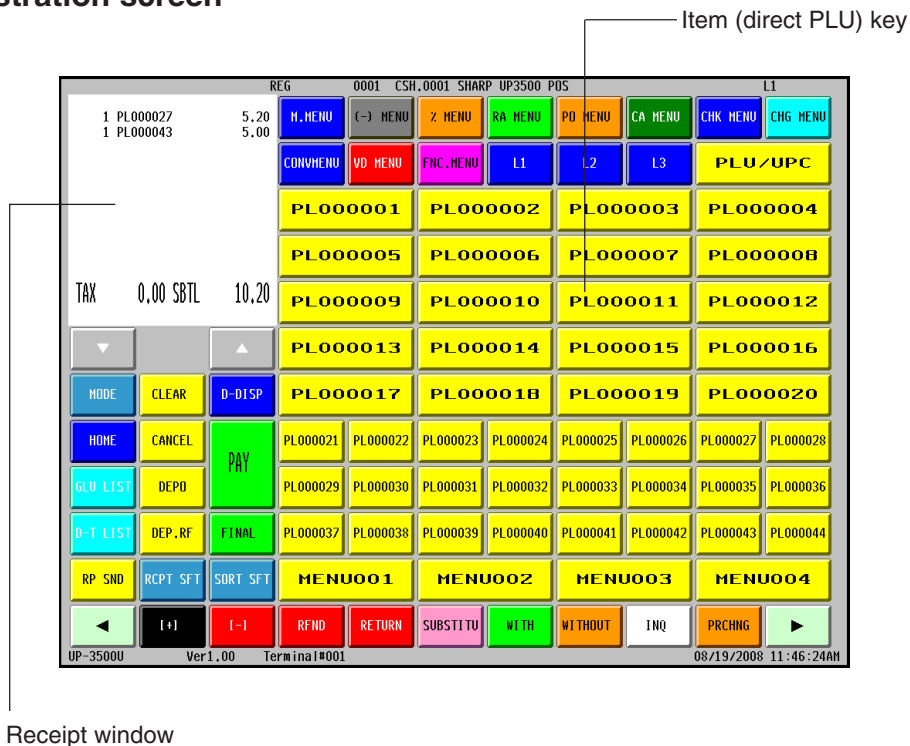 stration screen
Item (direct PLU) key
REG 0001 CSH.0001 SHARP UP3500 POS L1
1 PL000027 5.20
1 PL000043 5.00
TAX 0.00 SBTL 10.20
M.MENU (-) MENU % MENU RA MENU PO MENU CA MENU CHK MENU CHG MENU
CONVMENU VD MENU FNC.MENU L1 L2 L3 PLU/UPC
PL000001 PL000002 PL000003 PL000004
PL000005 PL000006 PL000007 PL000008
PL000009 PL000010 PL000011 PL000012
▼ ▲ PL000013 PL000014 PL000015 PL000016
MODE CLEAR D-DISP PL000017 PL000018 PL000019 PL000020
HOME CANCEL PAY PL000021 PL000022 PL000023 PL000024 PL000025 PL000026 PL000027 PL000028
GLU LIST DEPO PL000029 PL000030 PL000031 PL000032 PL000033 PL000034 PL000035 PL000036
D-T LIST DEP.RF FINAL PL000037 PL000038 PL000039 PL000040 PL000041 PL000042 PL000043 PL000044
RP SND RCPT SFT SORT SFT MENU001 MENU002 MENU003 MENU004
◀ [+] [-] RFND RETURN SUBSTITU WITH WITHOUT INQ PRCHNG ▶
UP-3500U Ver1.00 Terminal#001 08/19/2008 11:46:24AM
Receipt window